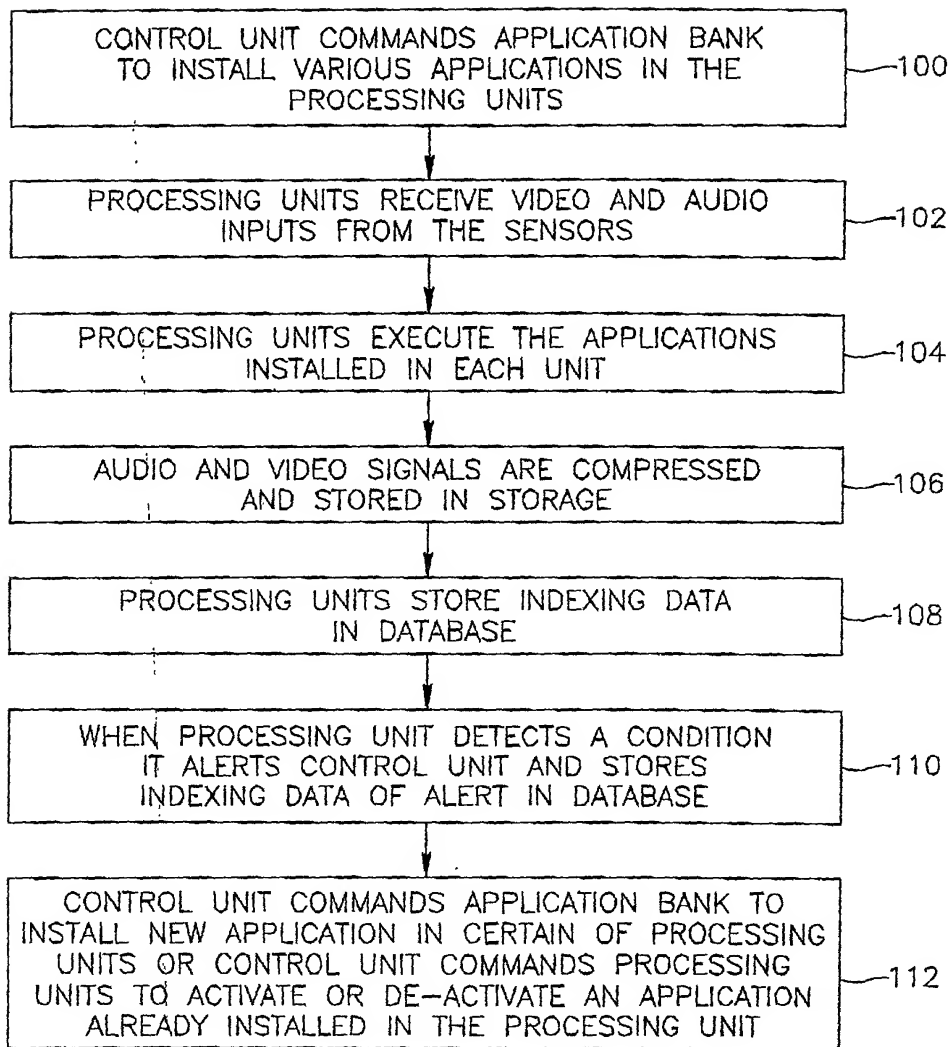 CONTROL UNIT COMMANDS APPLICATION BANK
TO INSTALL VARIOUS APPLICATIONS IN THE
PROCESSING UNITS
100
PROCESSING UNITS RECEIVE VIDEO AND AUDIO
INPUTS FROM THE SENSORS
102
PROCESSING UNITS EXECUTE THE APPLICATIONS
INSTALLED IN EACH UNIT
104
AUDIO AND VIDEO SIGNALS ARE COMPRESSED
AND STORED IN STORAGE
106
PROCESSING UNITS STORE INDEXING DATA
IN DATABASE
108
WHEN PROCESSING UNIT DETECTS A CONDITION
IT ALERTS CONTROL UNIT AND STORES
INDEXING DATA OF ALERT IN DATABASE
110
CONTROL UNIT COMMANDS APPLICATION BANK TO
INSTALL NEW APPLICATION IN CERTAIN OF PROCESSING
UNITS OR CONTROL UNIT COMMANDS PROCESSING
UNITS TO ACTIVATE OR DE-ACTIVATE AN APPLICATION
ALREADY INSTALLED IN THE PROCESSING UNIT
112